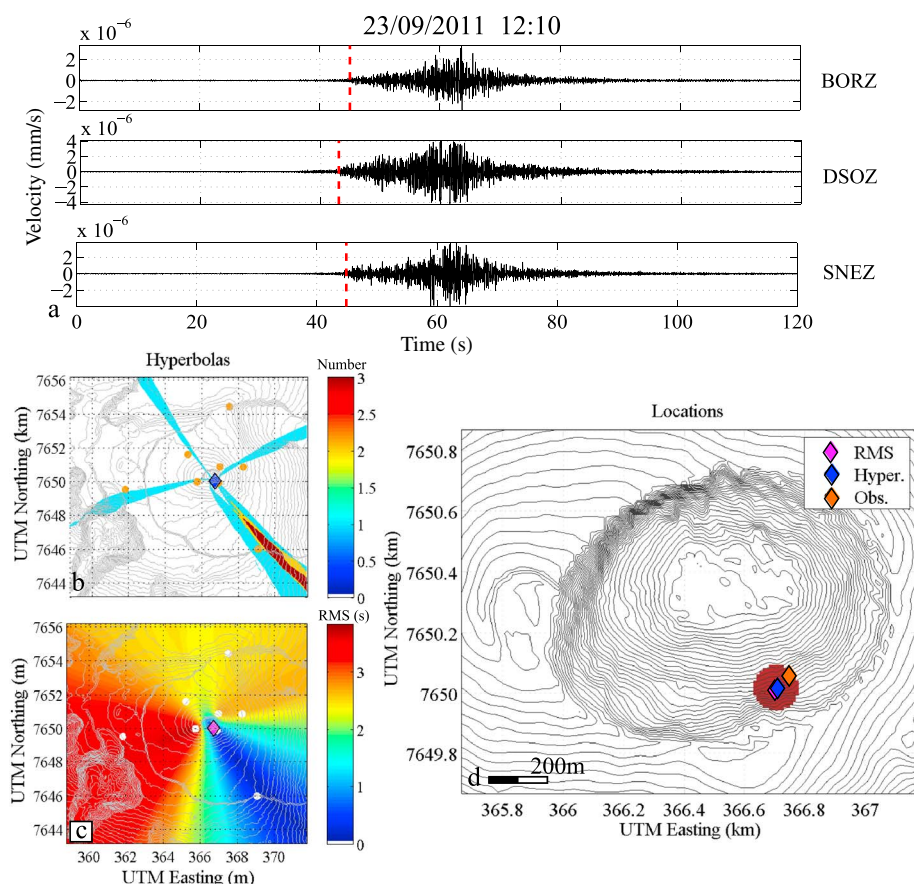 23/09/2011 12:10
x 10⁻⁶
2
0
−2
BORZ
x 10⁻⁶
4
2
0
−2
−4
DSOZ
x 10⁻⁶
2
0
−2
SNEZ
Velocity (mm/s)
a
0 20 40 60 80 100 120
Time (s)
Hyperbolas
Number
7656
7654
7652
7650
7648
7646
7644
UTM Northing (km)
b
3
2.5
2
1.5
1
0.5
0
RMS (s)
7656
7654
7652
7650
7646
7644
UTM Northing (m)
c
3
2
1
0
360 362 364 366 368 370
UTM Easting (m)
Locations
RMS
Hyper.
Obs.
7650.8
7650.6
7650.4
7650.2
7650
7649.8
UTM Northing (km)
d
200m
365.8 366 366.2 366.4 366.6 366.8 367
UTM Easting (km)